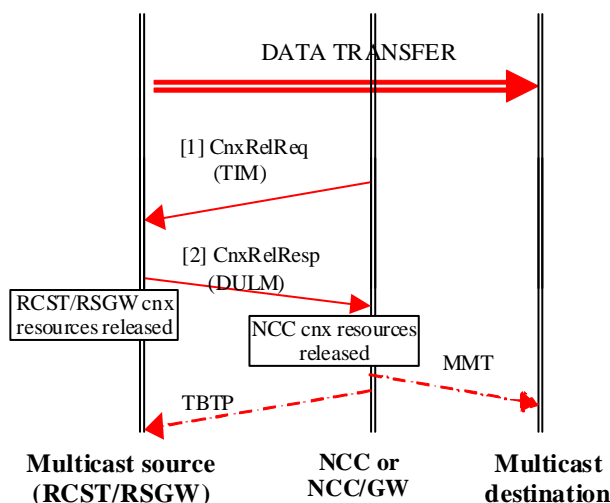 DATA TRANSFER
[1] CnxRelReq
(TIM)
[2] CnxRelResp
(DULM)
RCST/RSGW cnx
resources released
NCC cnx resources
released
MMT
TBTP
Multicast source
(RCST/RSGW)
NCC or
NCC/GW
Multicast
destination